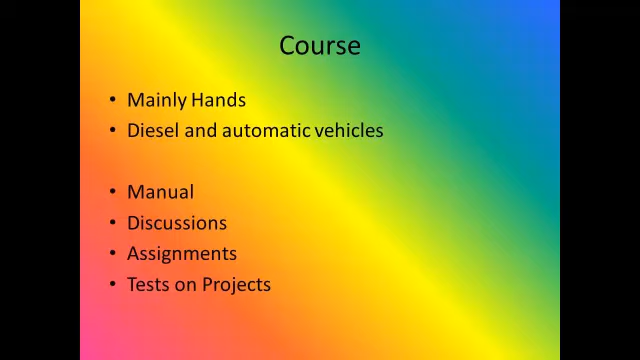 Course
• Mainly Hands
• Diesel and automatic vehicles
• Manual
• Discussions
• Assignments
• Tests on Projects